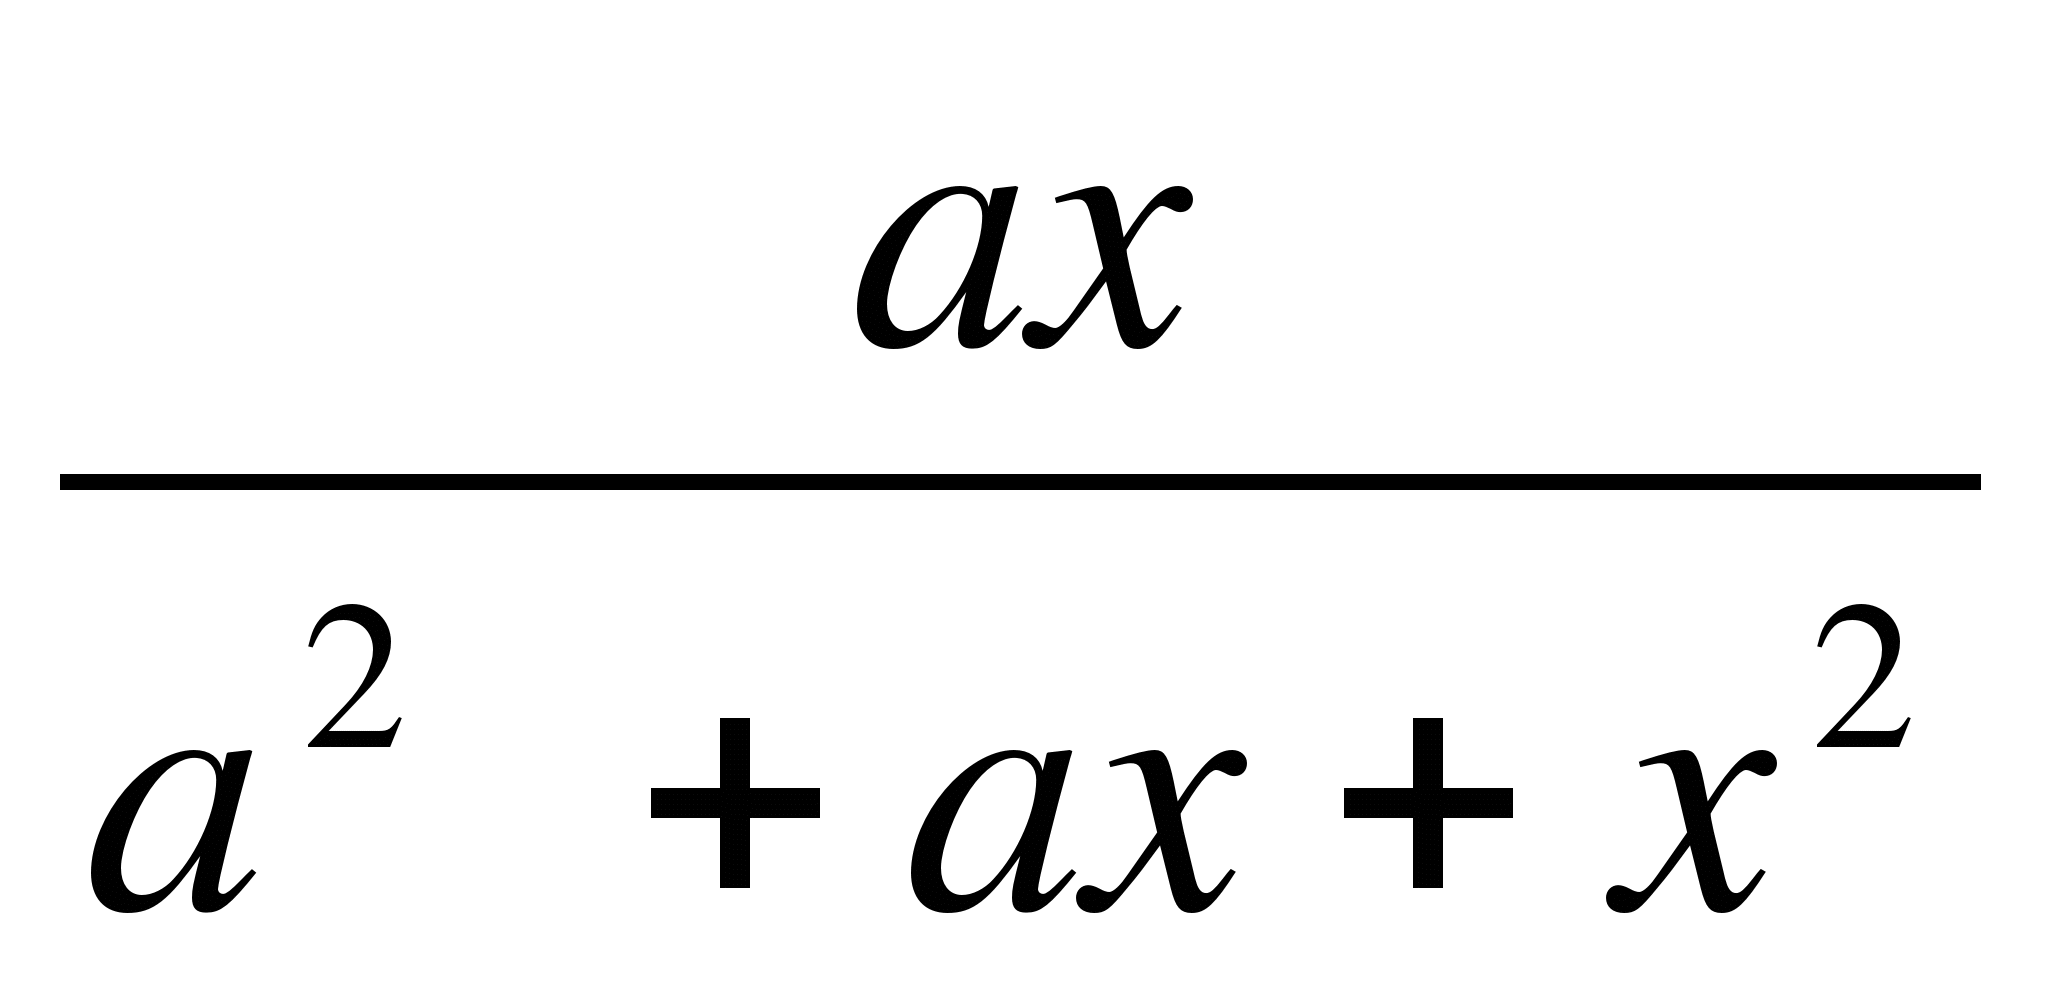 ax
a² + ax + x²